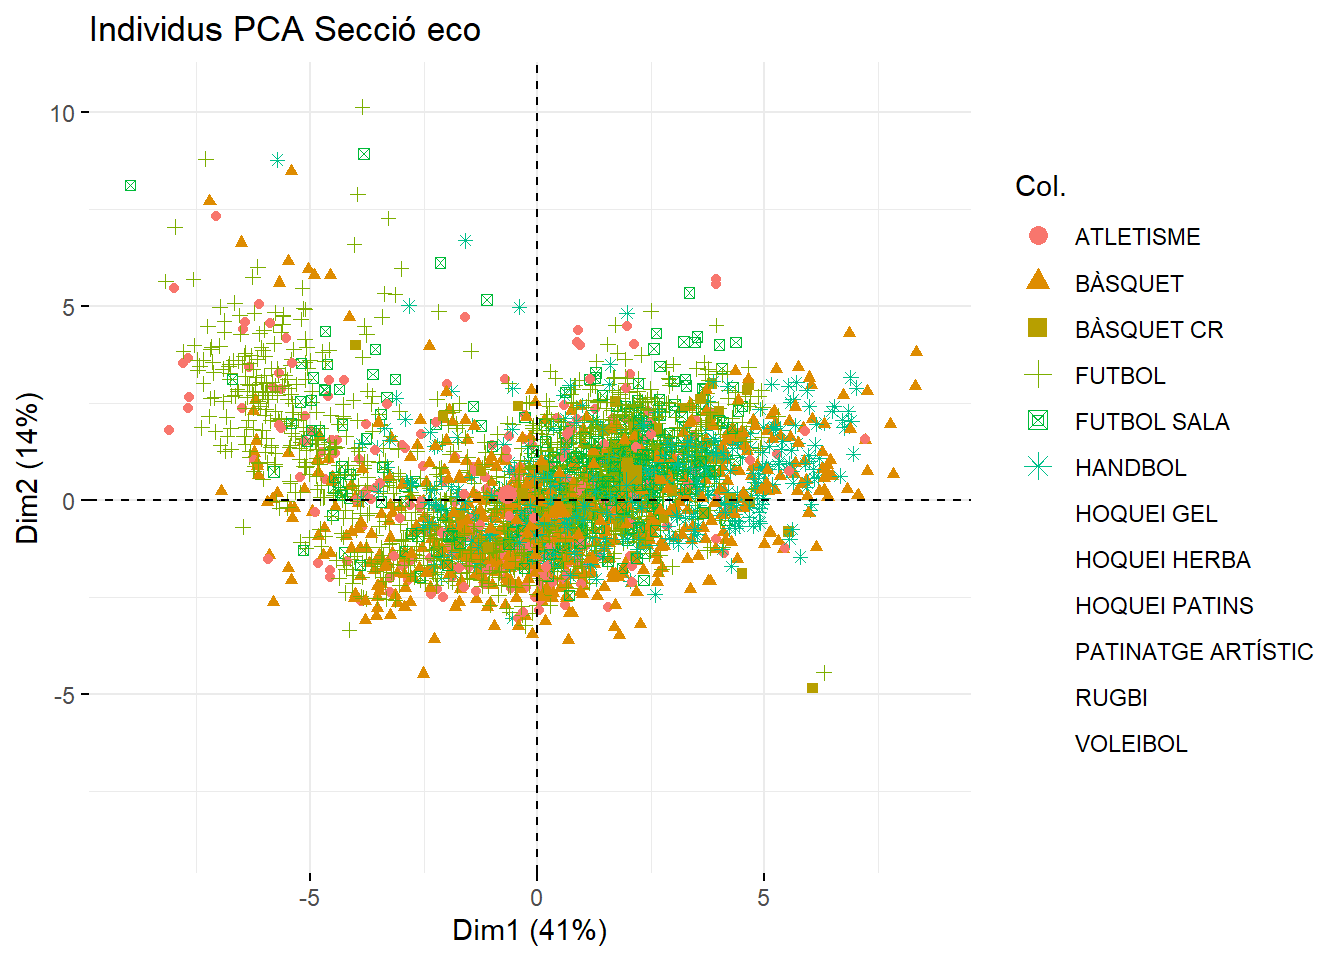 Individus PCA Secció eco
10
5
0
-5
Dim2 (14%)
-5
0
5
Dim1 (41%)
Col.
ATLETISME
BÀSQUET
BÀSQUET CR
FUTBOL
FUTBOL SALA
HANDBOL
HOQUEI GEL
HOQUEI HERBA
HOQUEI PATINS
PATINATGE ARTÍSTIC
RUGBI
VOLEIBOL